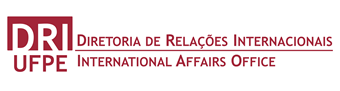 DRI
UFPE
DIRETORIA DE RELAÇÕES INTERNACIONAIS
INTERNATIONAL AFFAIRS OFFICE